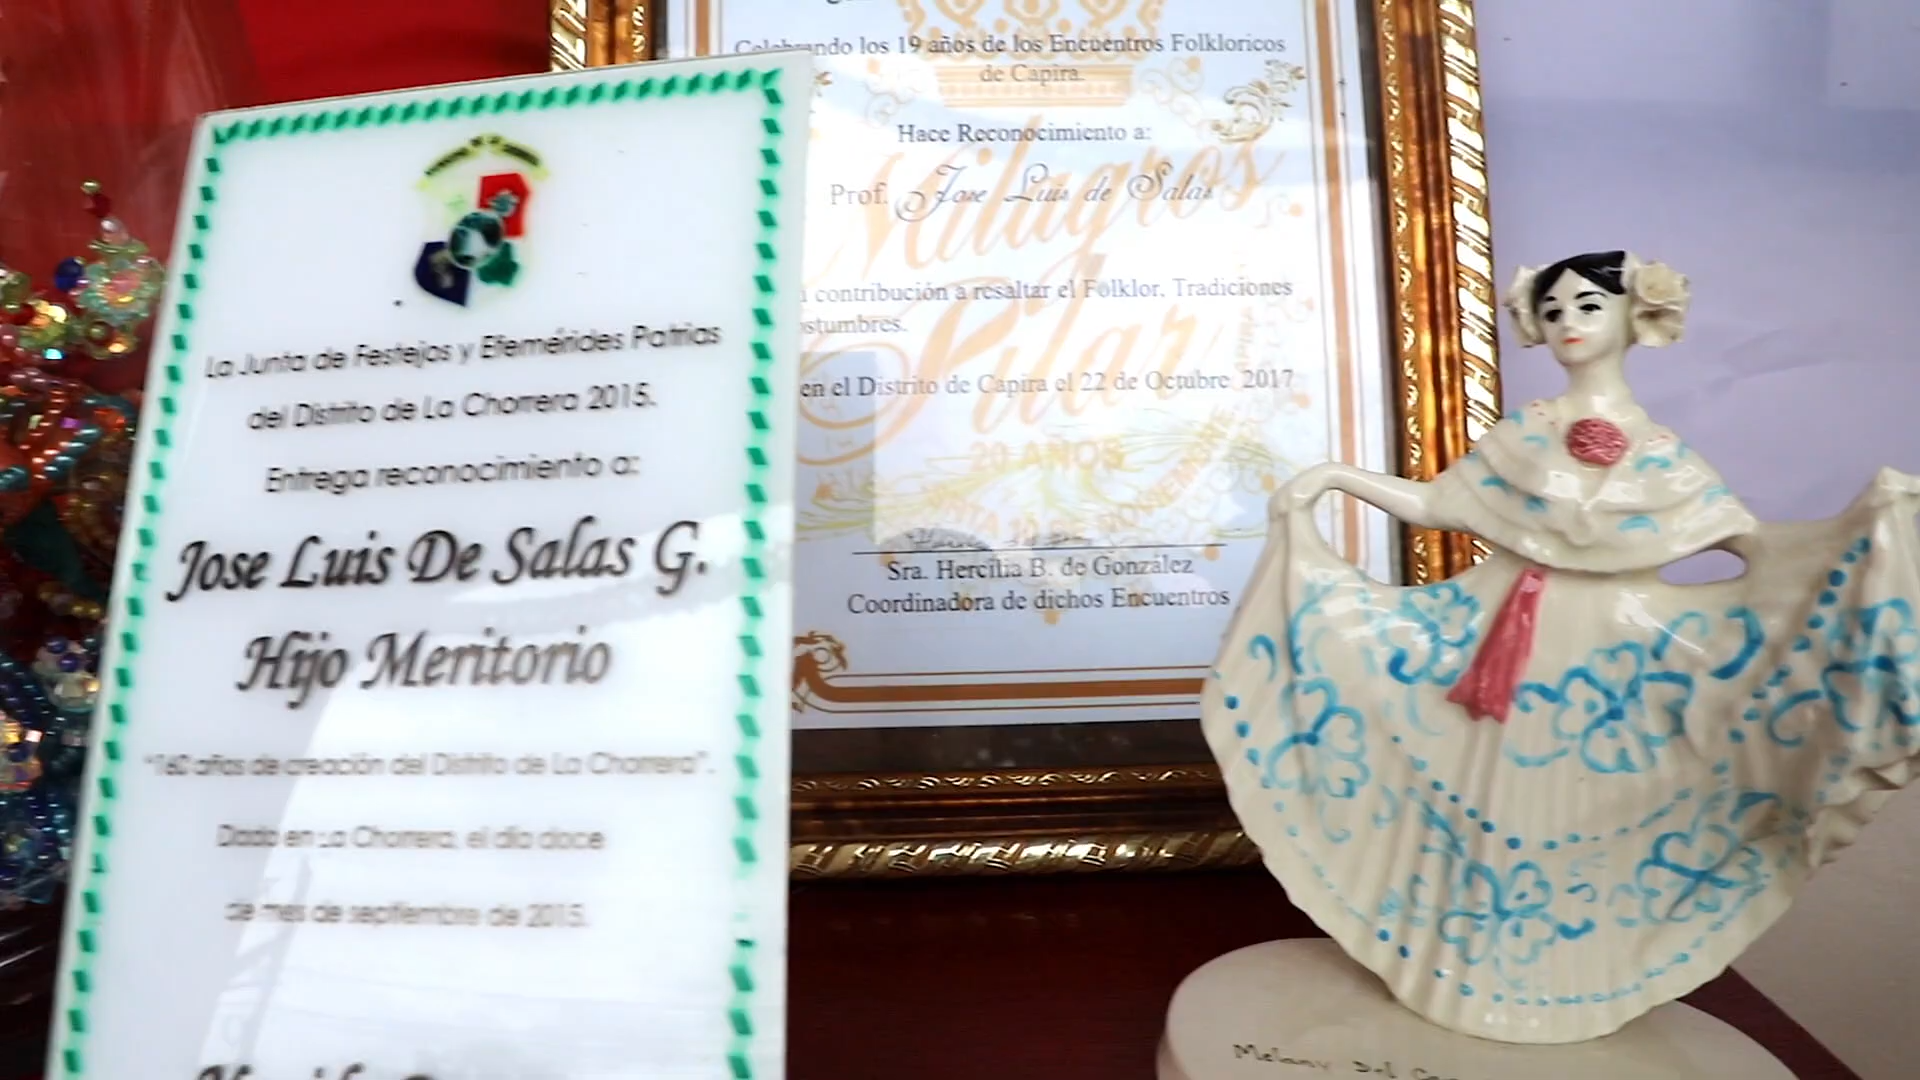 La Junta de Festejos y Efemérides Patrias
del Distrito de La Chorrera 2015.
Entrega reconocimiento a:
Jose Luis De Salas G.
Hijo Meritorio
"160 años de creación del Distrito de La Chorrera".
Dado en La Chorrera, el día doce
de mes de septiembre de 2015.
Celebrando los 19 años de los Encuentros Folkloricos
de Capira.
Hace Reconocimiento a:
Prof. Jose Luis de Salas
contribución a resaltar el Folklor, Tradiciones
en el Distrito de Capira el 22 de Octubre, 2017
Sra. Hercilia B. de González
Coordinadora de dichos Encuentros
Milagros
Pilar
20 AÑOS
Melany Del